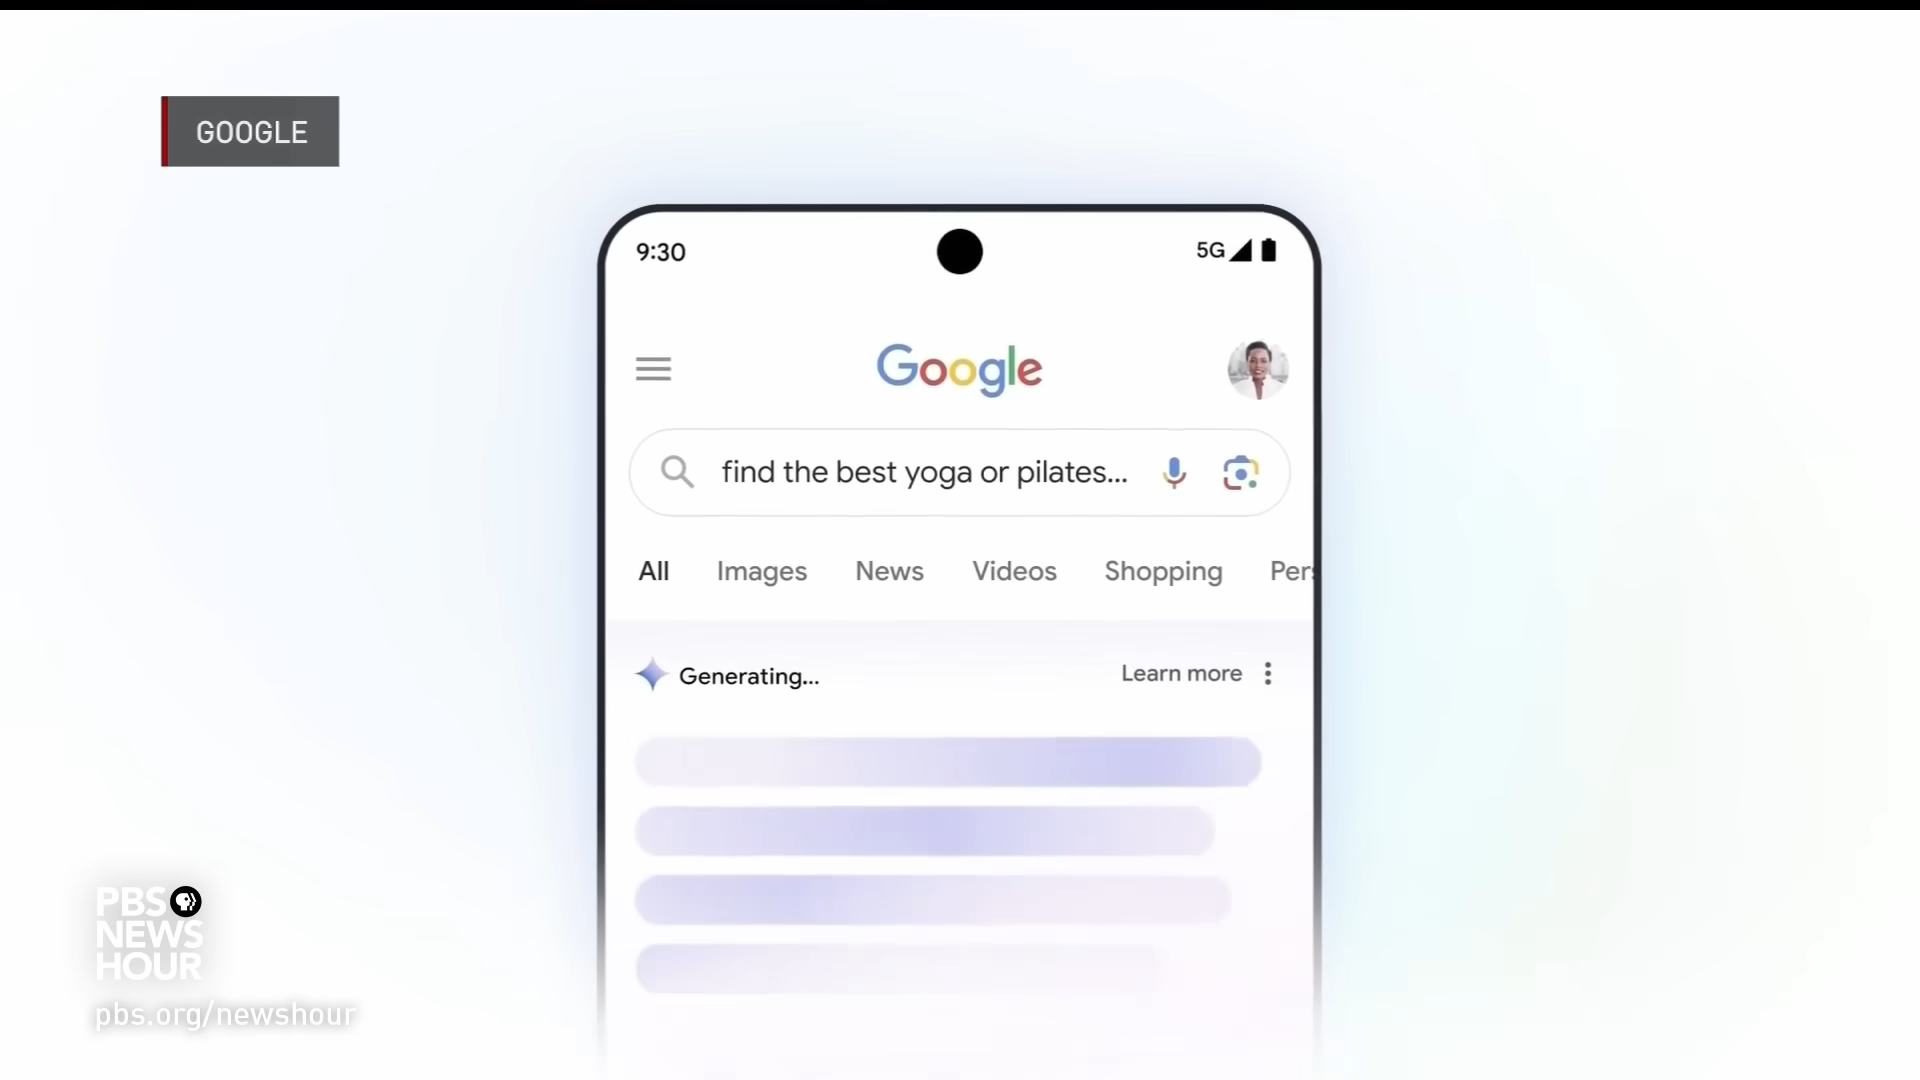 GOOGLE
9:30
5G
Google
find the best yoga or pilates...
All Images News Videos Shopping Pers
Generating...
Learn more
PBS
NEWS
HOUR
pbs.org/newshour